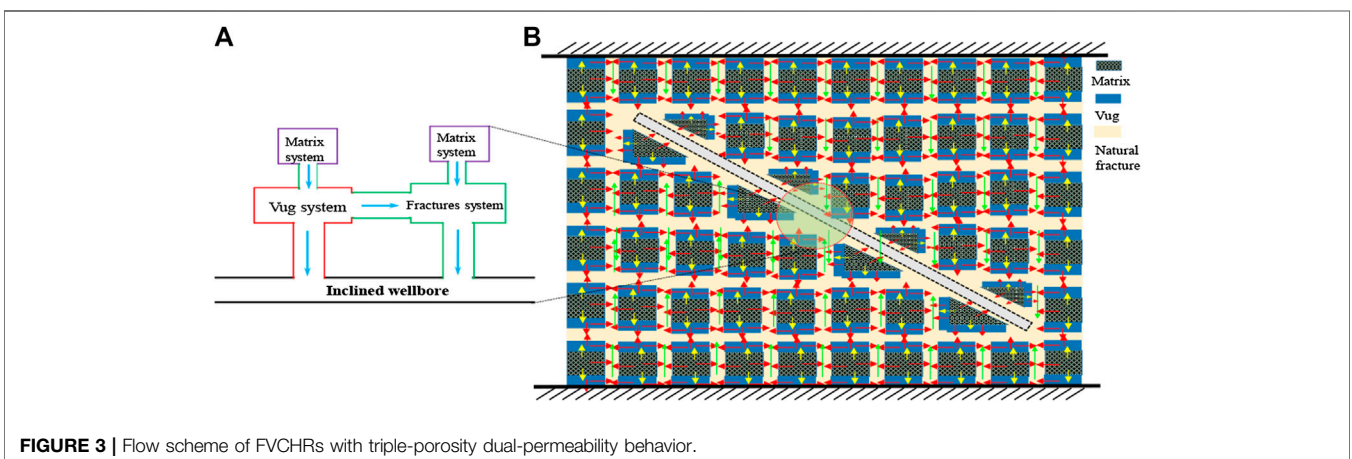 A
B
Matrix
system
Matrix
system
Vug system
Fractures system
Inclined wellbore
Matrix
Vug
Natural
fracture
FIGURE 3 | Flow scheme of FVCHRs with triple-porosity dual-permeability behavior.